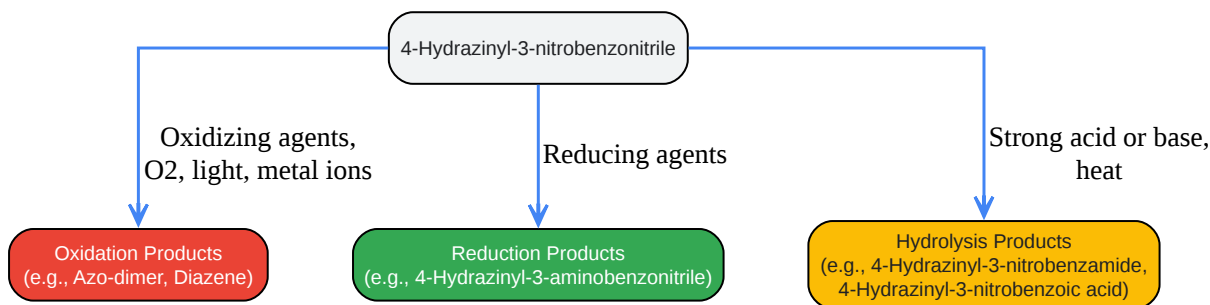 4-Hydrazinyl-3-nitrobenzonitrile
Oxidizing agents,
O2, light, metal ions
Reducing agents
Strong acid or base,
heat
Oxidation Products
(e.g., Azo-dimer, Diazene)
Reduction Products
(e.g., 4-Hydrazinyl-3-aminobenzonitrile)
Hydrolysis Products
(e.g., 4-Hydrazinyl-3-nitrobenzamide,
4-Hydrazinyl-3-nitrobenzoic acid)